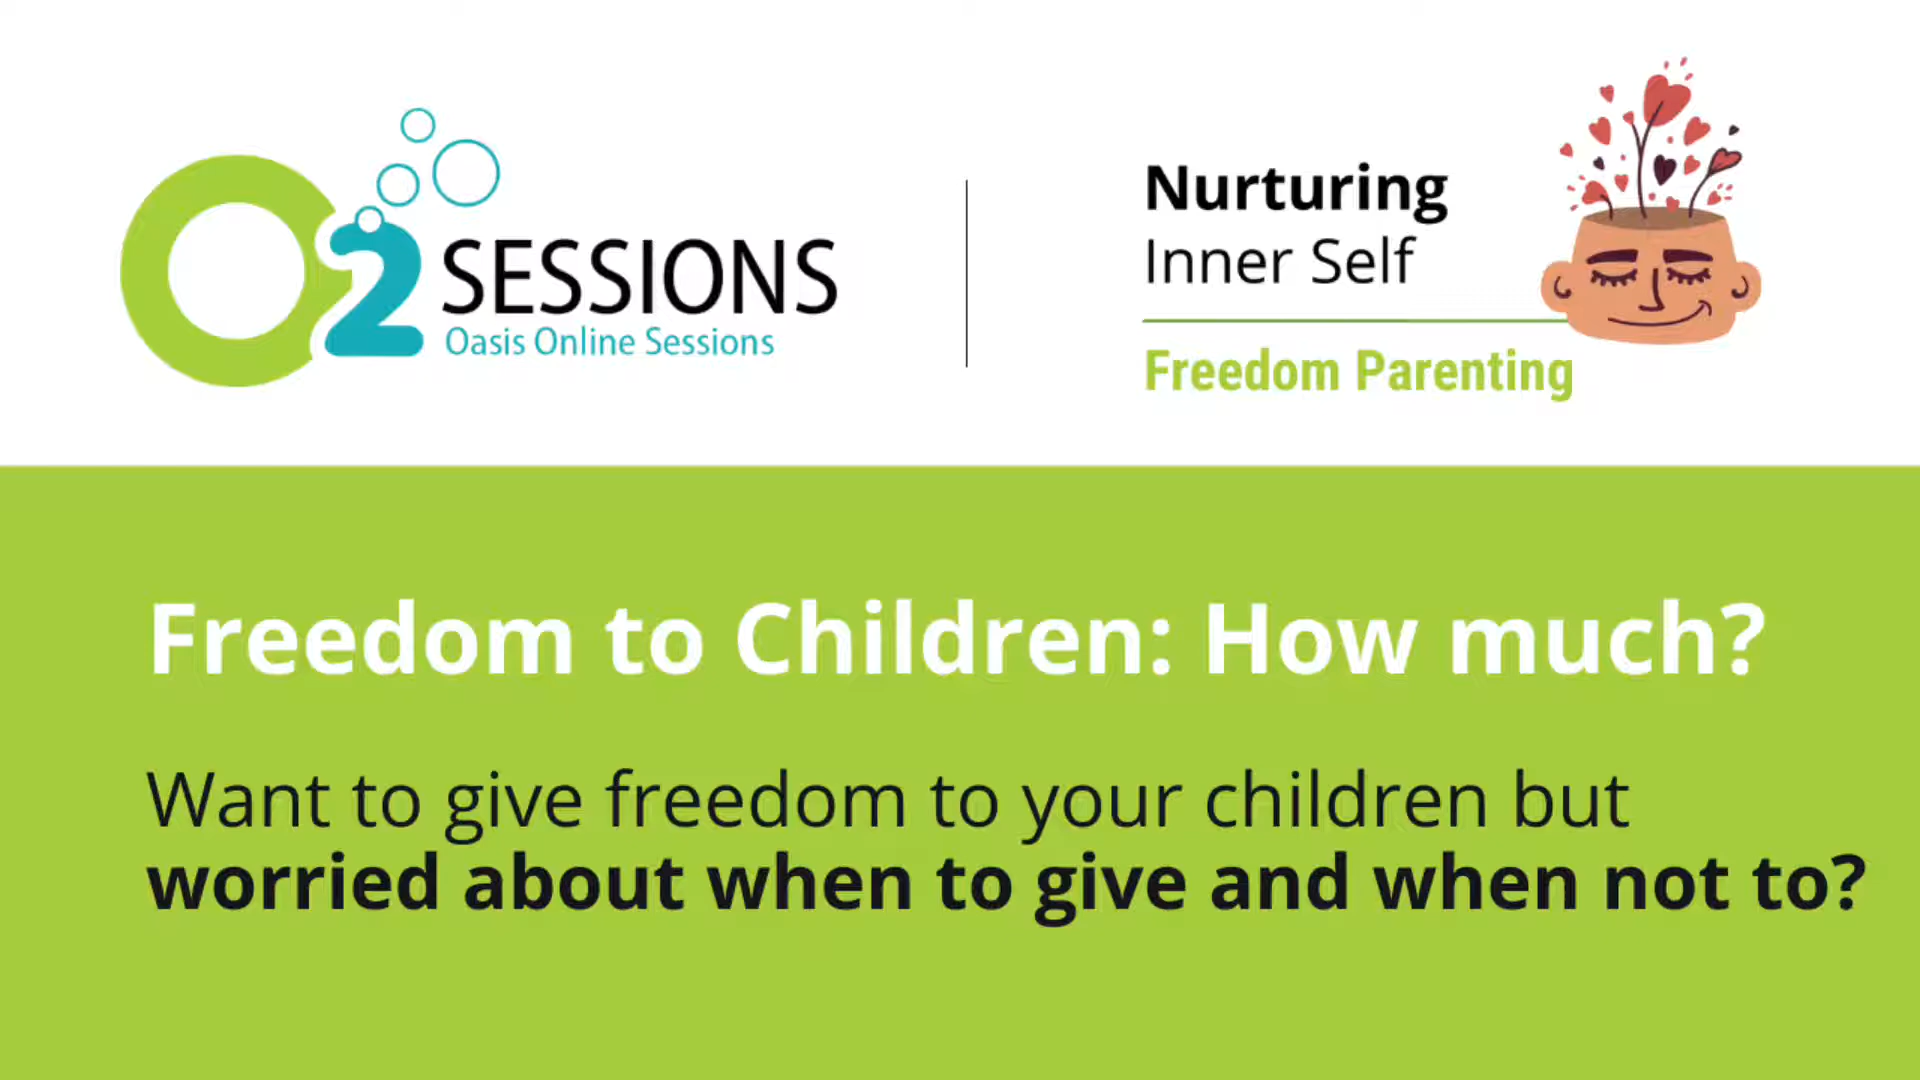 O2 SESSIONS
Oasis Online Sessions
Nurturing
Inner Self
Freedom Parenting
Freedom to Children: How much?
Want to give freedom to your children but
worried about when to give and when not to?